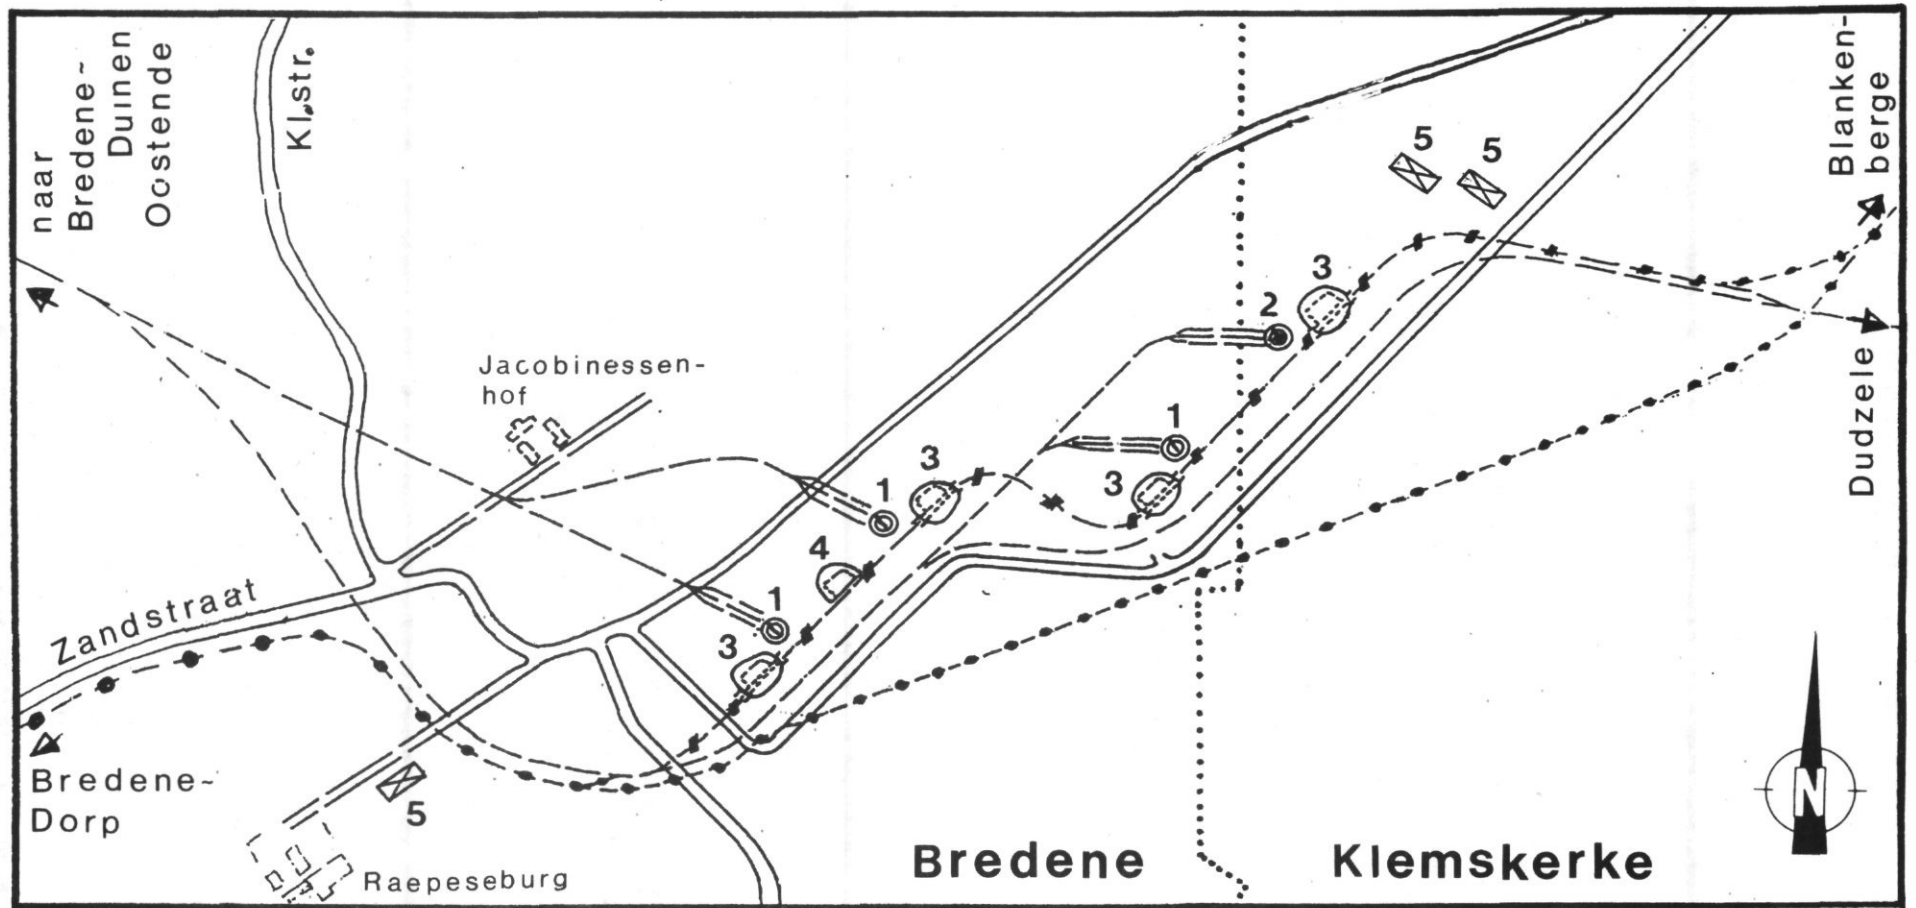 naar
Bredene~
Duinen
Oostende
Kl.str.
Blanken-
berge
5
5
3
2
Jacobinessen-
hof
1
3
3
1
Dudzele
4
Zandstraat
1
3
Bredene~
Dorp
5
Raepeseburg
Bredene
Klemskerke
N